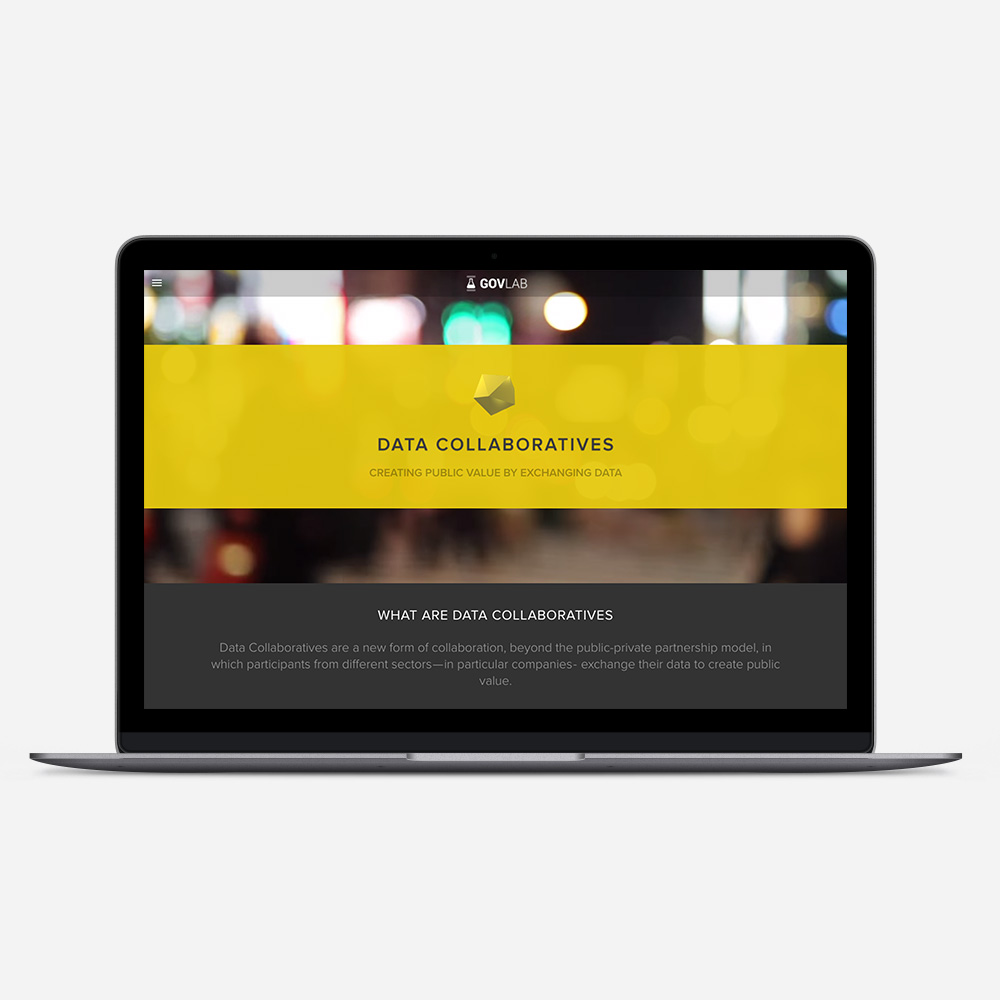 GOVLAB
DATA COLLABORATIVES
CREATING PUBLIC VALUE BY EXCHANGING DATA
WHAT ARE DATA COLLABORATIVES
Data Collaboratives are a new form of collaboration, beyond the public-private partnership model, in
which participants from different sectors—in particular companies- exchange their data to create public
value.